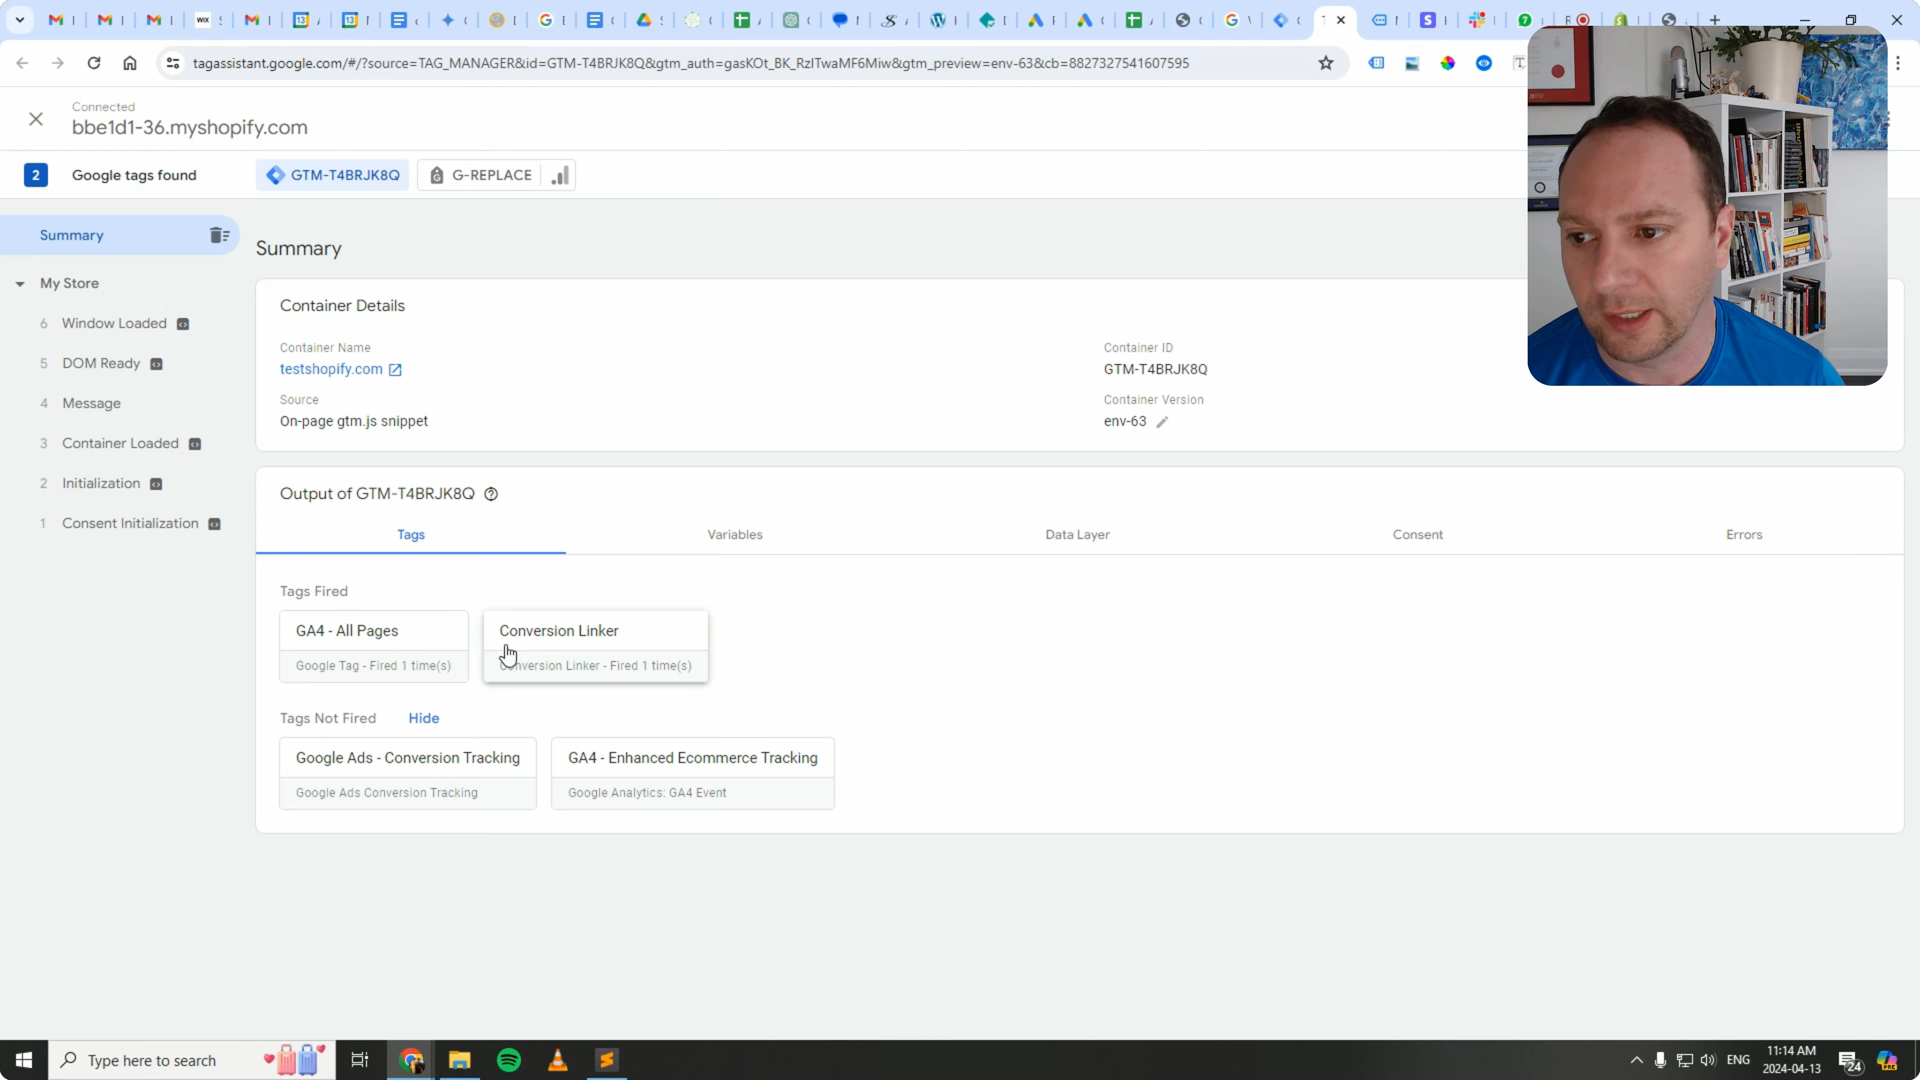 tagassistant.google.com/#/?source=TAG_MANAGER&id=GTM-T4BRJK8Q&gtm_auth=gasKOt_BK_RzITwaMF6Miw&gtm_preview=env-63&cb=8827327541607595
Connected
bbe1d1-36.myshopify.com
2 Google tags found GTM-T4BRJK8Q G-REPLACE
Summary
Summary
My Store
Container Details
6 Window Loaded
Container Name Container ID
5 DOM Ready
testshopify.com GTM-T4BRJK8Q
4 Message
Source Container Version
On-page gtm.js snippet env-63
3 Container Loaded
2 Initialization
Output of GTM-T4BRJK8Q
1 Consent Initialization
Tags Variables Data Layer Consent Errors
Tags Fired
GA4 - All Pages Conversion Linker
Google Tag - Fired 1 time(s) Conversion Linker - Fired 1 time(s)
Tags Not Fired Hide
Google Ads - Conversion Tracking GA4 - Enhanced Ecommerce Tracking
Google Ads Conversion Tracking Google Analytics: GA4 Event
Type here to search
ENG
11:14 AM
2024-04-13
24